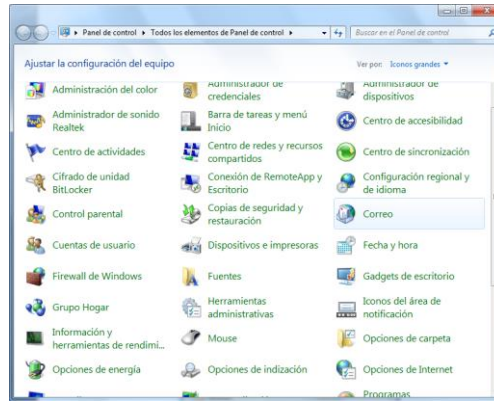 Panel de control ▸ Todos los elementos de Panel de control ▸
Buscar en el Panel de control
Ajustar la configuración del equipo
Ver por: Iconos grandes
Administración del color
Administrador de
credenciales
Administrador de
dispositivos
Administrador de sonido
Realtek
Barra de tareas y menú
Inicio
Centro de accesibilidad
Centro de actividades
Centro de redes y recursos
compartidos
Centro de sincronización
Cifrado de unidad
BitLocker
Conexión de RemoteApp y
Escritorio
Configuración regional y
de idioma
Control parental
Copias de seguridad y
restauración
Correo
Cuentas de usuario
Dispositivos e impresoras
Fecha y hora
Firewall de Windows
Fuentes
Gadgets de escritorio
Grupo Hogar
Herramientas
administrativas
Iconos del área de
notificación
Información y
herramientas de rendimi...
Mouse
Opciones de carpeta
Opciones de energía
Opciones de indización
Opciones de Internet
Programas